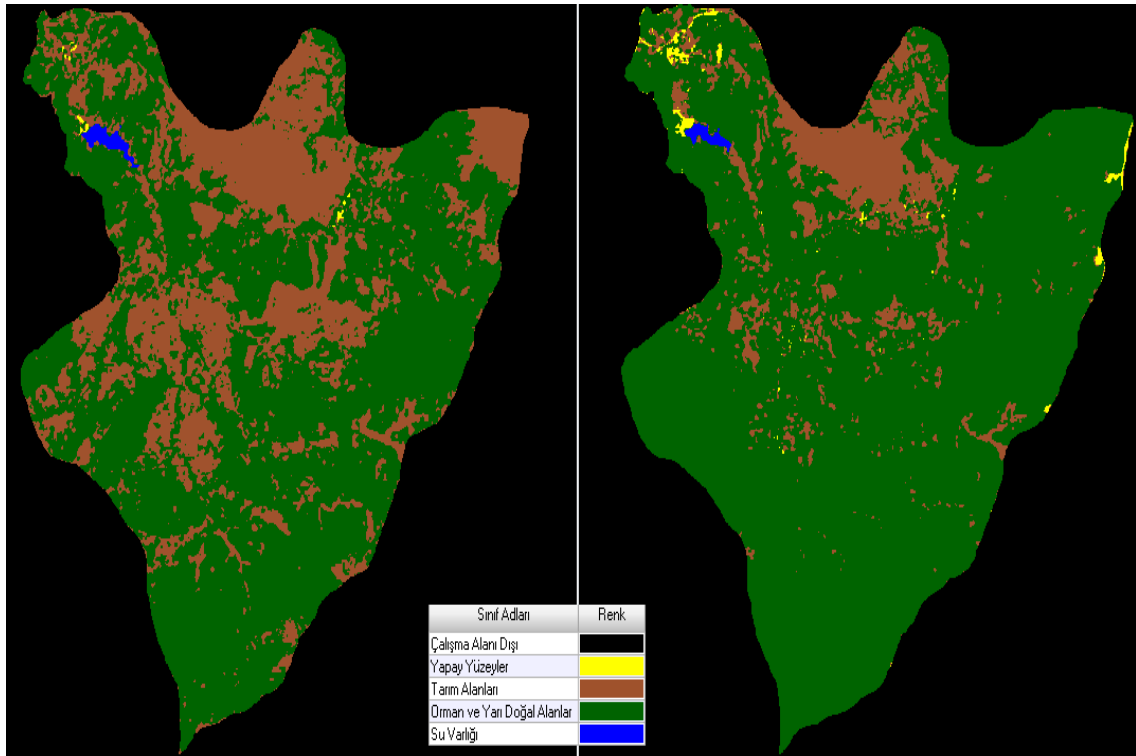 Sınıf Adları Renk
Çalışma Alanı Dışı
Yapay Yüzeyler
Tarım Alanları
Orman ve Yarı Doğal Alanlar
Su Varlığı